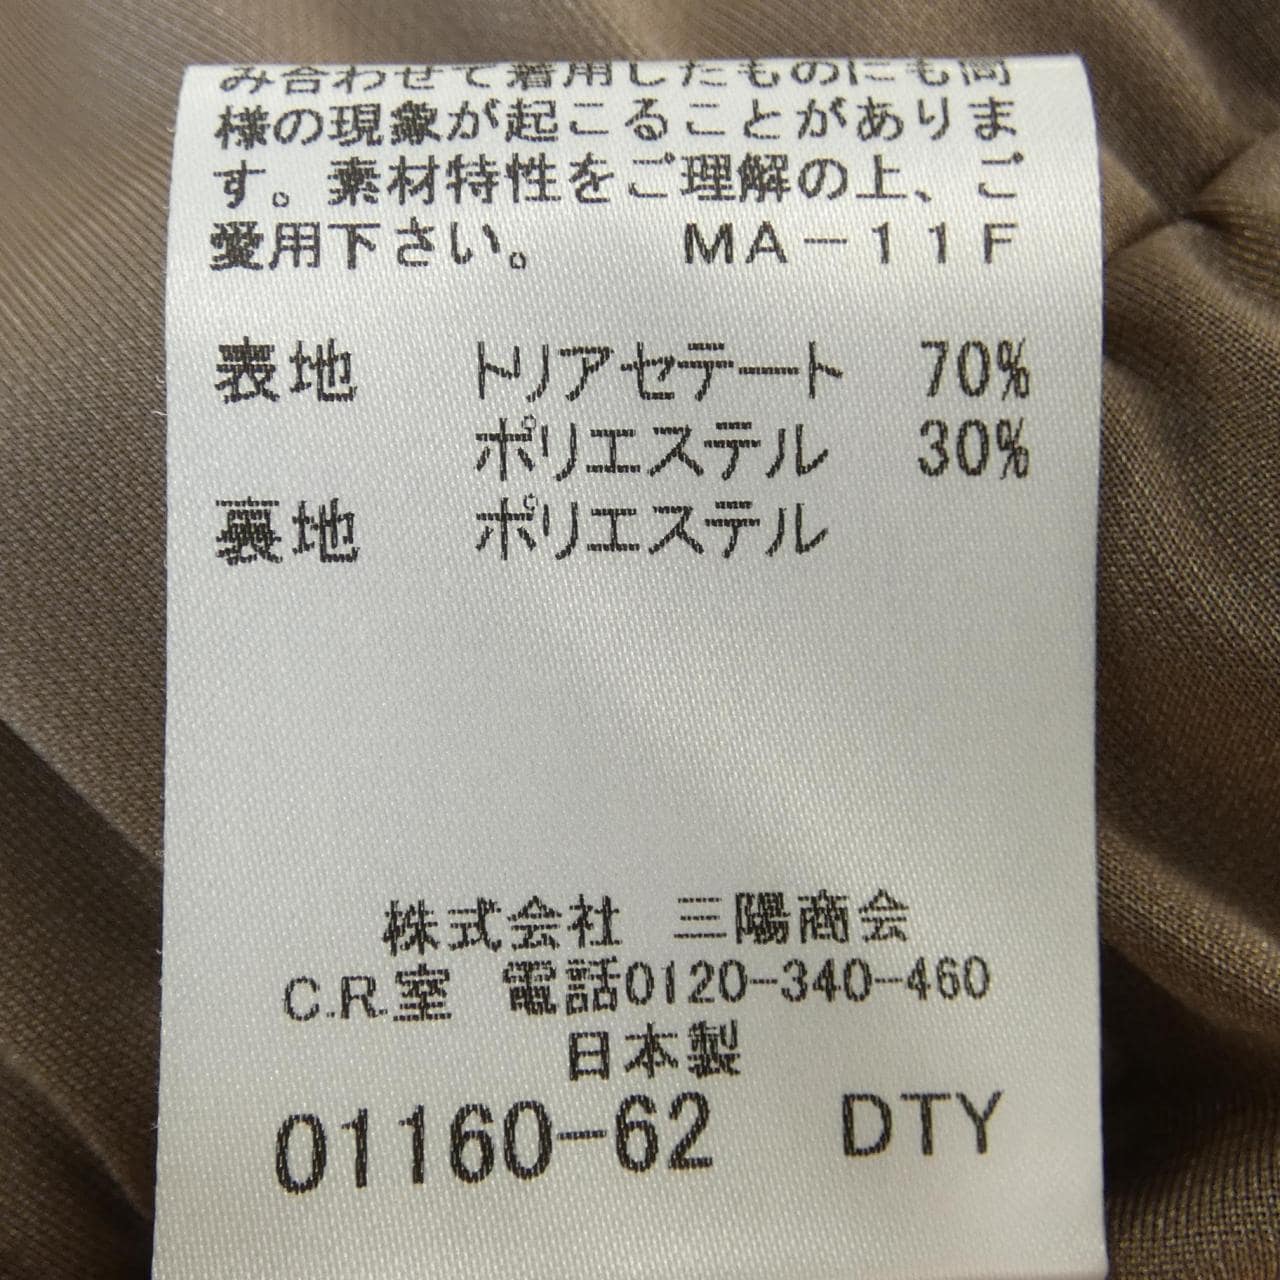 み合わせて着用したものにも同
様の現象が起こることがありま
す。素材特性をご理解の上、ご
愛用下さい。 MA-11F
表地 トリアセテート 70%
ポリエステル 30%
裏地 ポリエステル
株式会社 三陽商会
C.R.室 電話0120-340-460
日本製
01160-62 DTY